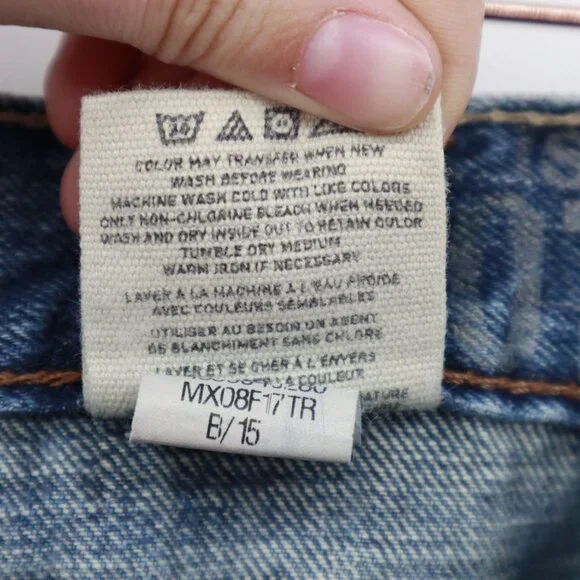 COLOR MAY TRANSFER WHEN NEW
WASH BEFORE WEARING
MACHINE WASH COLD WITH LIKE COLORS
ONLY NON-CHLORINE BLEACH WHEN NEEDED
WASH AND DRY INSIDE OUT TO RETAIN COLOR
TUMBLE DRY MEDIUM
WARM IRON IF NECESSARY
LAVER À LA MACHINE À L'EAU FROIDE
AVEC COULEURS SEMBLABLES
UTILISER AU BESOIN UN AGENT
DE BLANCHIMENT SANS CHLORE
LAVER ET SÉCHER À L'ENVERS
COULEUR
MX08F17TR
B/15